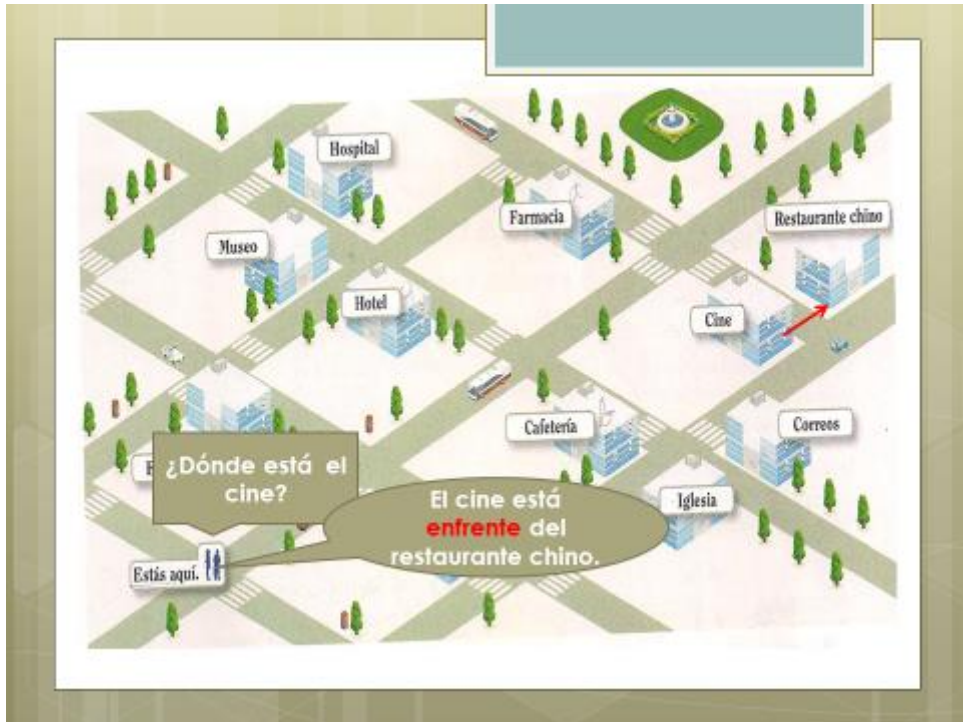 Hospital
Farmacia
Restaurante chino
Museo
Hotel
Cine
Cafetería
Correos
¿Dónde está el
cine?
El cine está
enfrente del
restaurante chino.
Iglesia
Estás aquí.